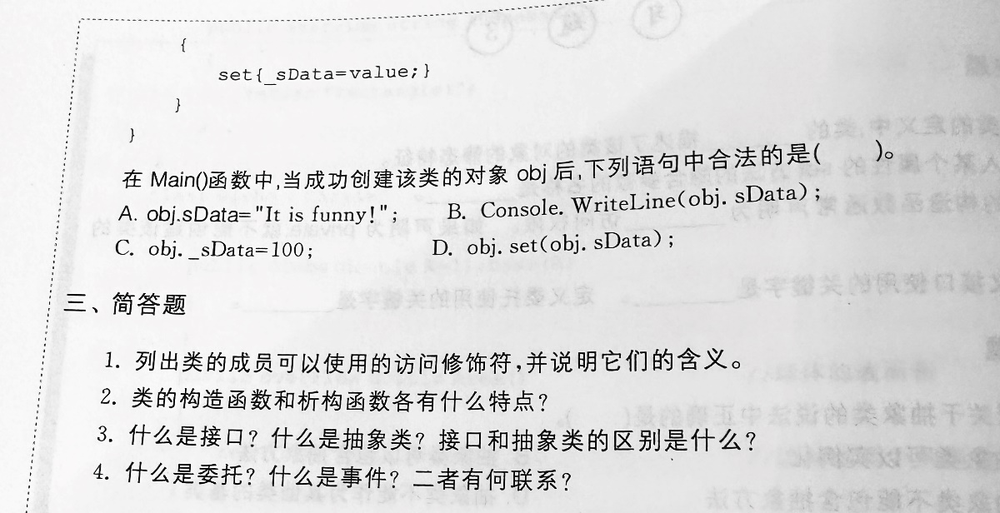 {
set{_sData=value;}
}
}
在 Main()函数中,当成功创建该类的对象 obj 后,下列语句中合法的是(    )。
A. obj.sData="It is funny!";    B. Console. WriteLine(obj. sData);
C. obj. _sData=100;    D. obj. set(obj. sData);
三、简答题
1. 列出类的成员可以使用的访问修饰符,并说明它们的含义。
2. 类的构造函数和析构函数各有什么特点?
3. 什么是接口? 什么是抽象类? 接口和抽象类的区别是什么?
4. 什么是委托? 什么是事件? 二者有何联系?